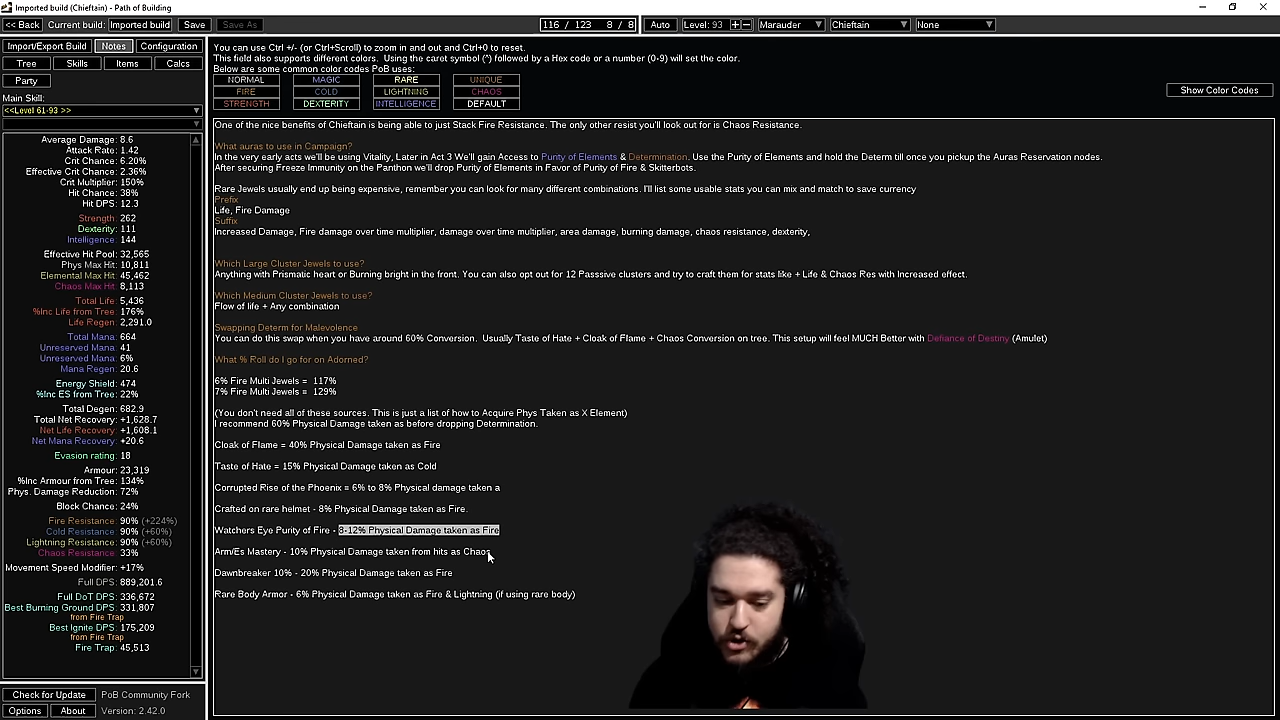 Imported build (Chieftain) - Path of Building
<< Back
Current build:
Imported build
Save
Save As
116 / 123 8 / 8
Auto
Level: 93
+
Marauder
Chieftain
None
Import/Export Build
Notes
Configuration
Tree
Skills
Items
Calcs
Party
Main Skill:
<<Level 61-93 >>
Average Damage: 8.6
Attack Rate: 1.42
Crit Chance: 6.20%
Effective Crit Chance: 2.36%
Crit Multiplier: 150%
Hit Chance: 38%
Hit DPS: 12.3
Strength: 262
Dexterity: 111
Intelligence: 144
Effective Hit Pool: 32,565
Phys Max Hit: 10,811
Elemental Max Hit: 45,462
Chaos Max Hit: 8,113
Total Life: 5,436
%Inc Life from Tree: 176%
Life Regen: 2,291.0
Total Mana: 664
Unreserved Mana: 41
Unreserved Mana: 6%
Mana Regen: 20.6
Energy Shield: 474
%Inc ES from Tree: 22%
Total Degen: 682.9
Total Net Recovery: +1,628.7
Net Life Recovery: +1,608.1
Net Mana Recovery: +20.6
Evasion rating: 18
Armour: 23,319
%Inc Armour from Tree: 134%
Phys. Damage Reduction: 72%
Block Chance: 24%
Fire Resistance: 90% (+224%)
Cold Resistance: 90% (+60%)
Lightning Resistance: 90% (+60%)
Chaos Resistance: 33%
Movement Speed Modifier: +17%
Full DPS: 889,201.6
Full DoT DPS: 336,672
Best Burning Ground DPS: 331,807
from Fire Trap
Best Ignite DPS: 175,209
from Fire Trap
Fire Trap: 45,513
Check for Update
PoB Community Fork
Options
About
Version: 2.42.0
You can use Ctrl +/- (or Ctrl+Scroll) to zoom in and out and Ctrl+0 to reset.
This field also supports different colors. Using the caret symbol (^) followed by a Hex code or a number (0-9) will set the color.
Below are some common color codes PoB uses:
NORMAL MAGIC RARE UNIQUE
FIRE COLD LIGHTNING CHAOS
STRENGTH DEXTERITY INTELLIGENCE DEFAULT
Show Color Codes
One of the nice benefits of Chieftain is being able to just Stack Fire Resistance. The only other resist you'll look out for is Chaos Resistance.
What auras to use in Campaign?
In the very early acts we'll be using Vitality, Later in Act 3 We'll gain Access to Purity of Elements & Determination. Use the Purity of Elements and hold the Determ till once you pickup the Auras Reservation nodes.
After securing Freeze Immunity on the Panthon we'll drop Purity of Elements in Favor of Purity of Fire & Skitterbots.
Rare Jewels usually end up being expensive, remember you can look for many different combinations. I'll list some usable stats you can mix and match to save currency
Prefix
Life, Fire Damage
Suffix
Increased Damage, Fire damage over time multiplier, damage over time multiplier, area damage, burning damage, chaos resistance, dexterity,
Which Large Cluster Jewels to use?
Anything with Prismatic heart or Burning bright in the front. You can also opt out for 12 Passsive clusters and try to craft them for stats like + Life & Chaos Res with Increased effect.
Which Medium Cluster Jewels to use?
Flow of life + Any combination
Swapping Determ for Malevolence
You can do this swap when you have around 60% Conversion. Usually Taste of Hate + Cloak of Flame + Chaos Conversion on tree. This setup will feel MUCH Better with Defiance of Destiny (Amulet)
What % Roll do I go for on Adorned?
6% Fire Multi Jewels = 117%
7% Fire Multi Jewels = 129%
(You don't need all of these sources. This is just a list of how to Acquire Phys Taken as X Element)
I recommend 60% Physical Damage taken as before dropping Determination.
Cloak of Flame = 40% Physical Damage taken as Fire
Taste of Hate = 15% Physical Damage taken as Cold
Corrupted Rise of the Phoenix = 6% to 8% Physical damage taken a
Crafted on rare helmet - 8% Physical Damage taken as Fire.
Watchers Eye Purity of Fire - 8-12% Physical Damage taken as Fire
Arm/Es Mastery - 10% Physical Damage taken from hits as Chaos
Dawnbreaker 10% - 20% Physical Damage taken as Fire
Rare Body Armor - 6% Physical Damage taken as Fire & Lightning (if using rare body)